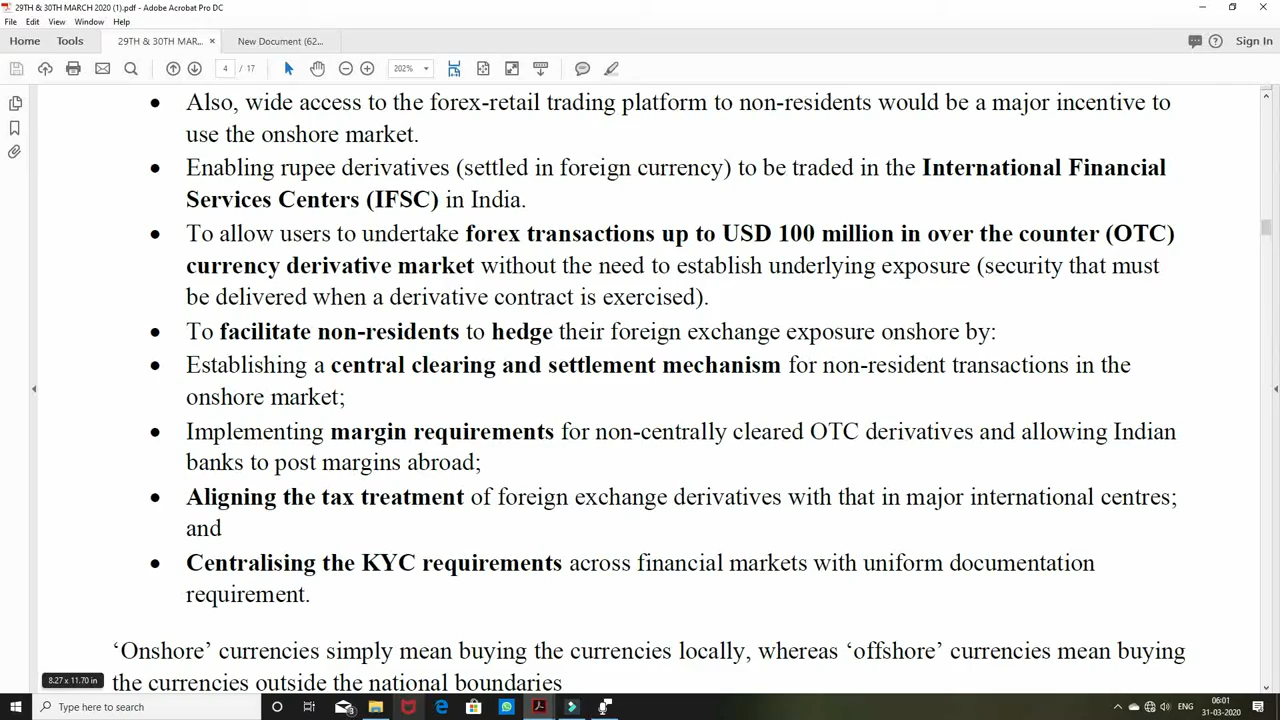 29TH & 30TH MARCH 2020 (1).pdf - Adobe Acrobat Pro DC
File Edit View Window Help
Home Tools 29TH & 30TH MAR... × New Document (62...
Sign In
4 / 17
202%
• Also, wide access to the forex-retail trading platform to non-residents would be a major incentive to
use the onshore market.
• Enabling rupee derivatives (settled in foreign currency) to be traded in the International Financial
Services Centers (IFSC) in India.
• To allow users to undertake forex transactions up to USD 100 million in over the counter (OTC)
currency derivative market without the need to establish underlying exposure (security that must
be delivered when a derivative contract is exercised).
• To facilitate non-residents to hedge their foreign exchange exposure onshore by:
• Establishing a central clearing and settlement mechanism for non-resident transactions in the
onshore market;
• Implementing margin requirements for non-centrally cleared OTC derivatives and allowing Indian
banks to post margins abroad;
• Aligning the tax treatment of foreign exchange derivatives with that in major international centres;
and
• Centralising the KYC requirements across financial markets with uniform documentation
requirement.
‘Onshore’ currencies simply mean buying the currencies locally, whereas ‘offshore’ currencies mean buying
the currencies outside the national boundaries
8.27 x 11.70 in
Type here to search
06:01
31-03-2020